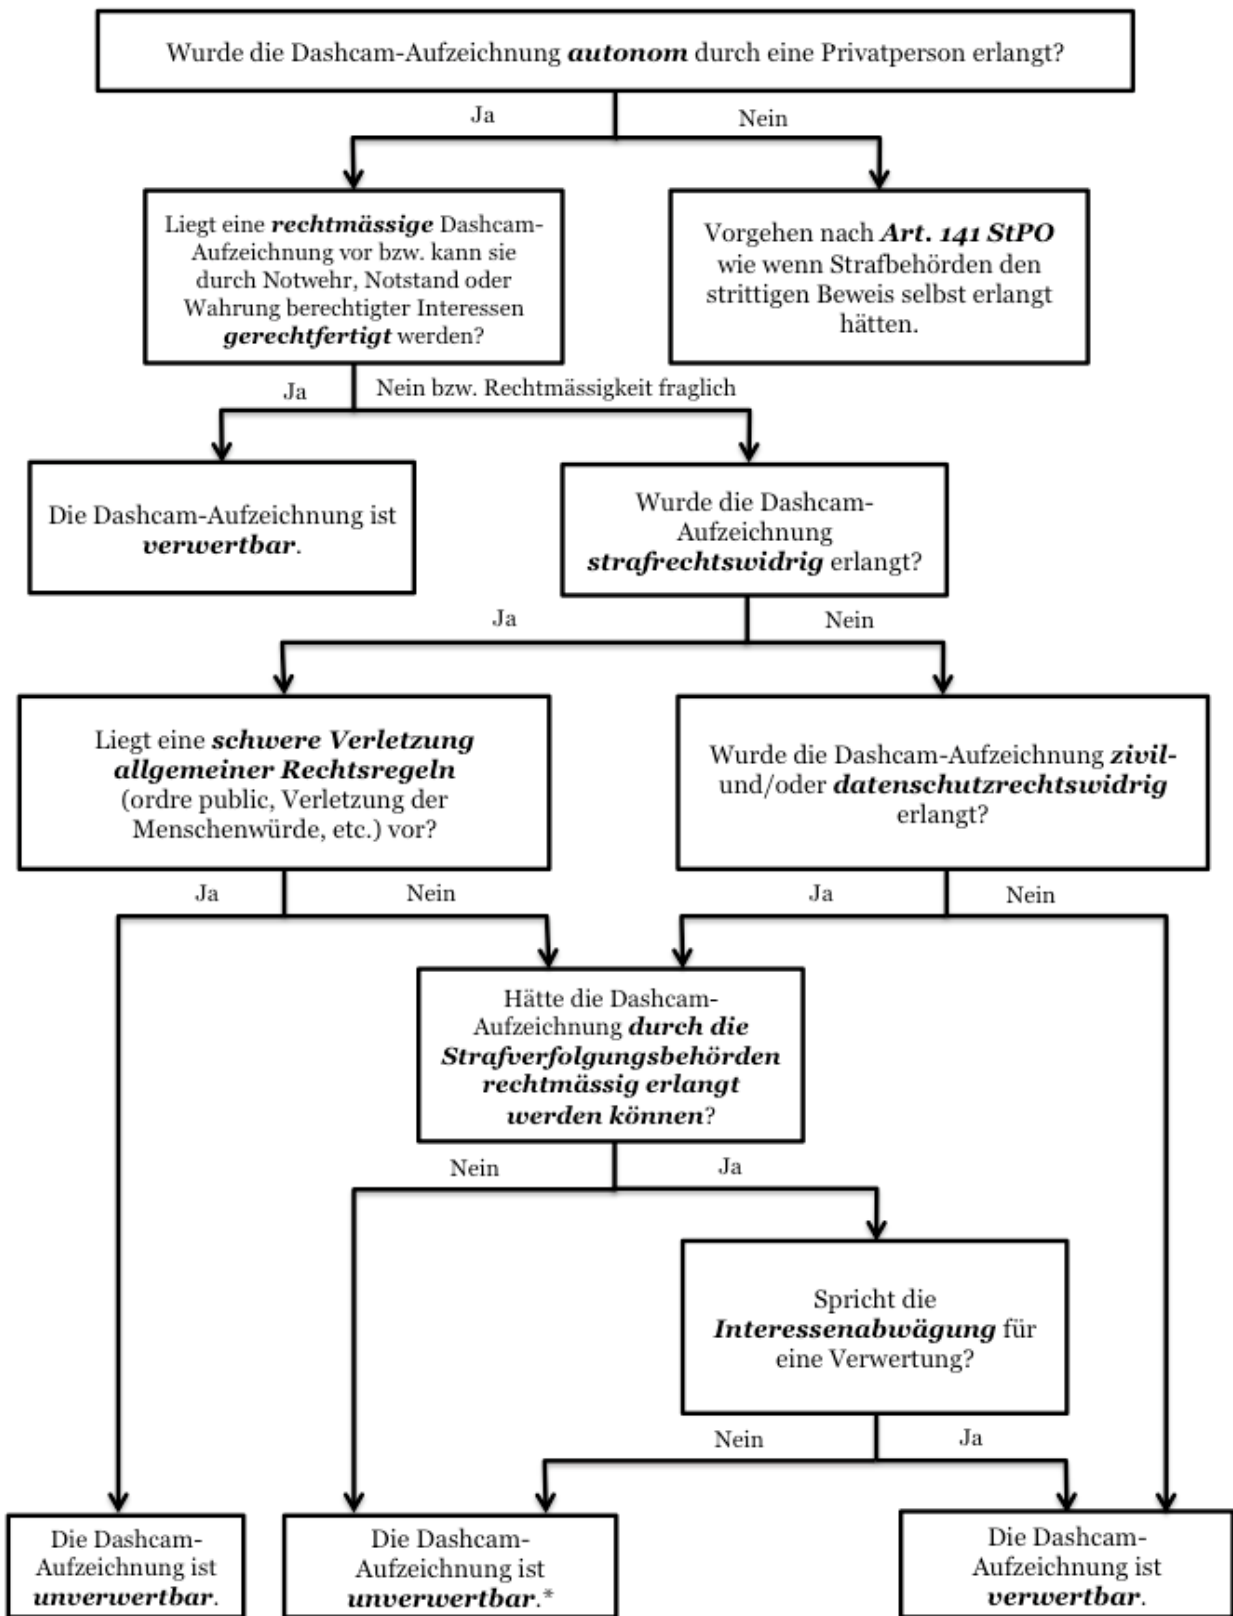 Wurde die Dashcam-Aufzeichnung autonom durch eine Privatperson erlangt?
Ja
Nein
Liegt eine rechtmässige Dashcam-
Aufzeichnung vor bzw. kann sie
durch Notwehr, Notstand oder
Wahrung berechtigter Interessen
gerechtfertigt werden?
Vorgehen nach Art. 141 StPO
wie wenn Strafbehörden den
strittigen Beweis selbst erlangt
hätten.
Ja
Nein bzw. Rechtmässigkeit fraglich
Die Dashcam-Aufzeichnung ist
verwertbar.
Wurde die Dashcam-
Aufzeichnung
strafrechtswidrig erlangt?
Ja
Nein
Liegt eine schwere Verletzung
allgemeiner Rechtsregeln
(ordre public, Verletzung der
Menschenwürde, etc.) vor?
Wurde die Dashcam-Aufzeichnung zivil-
und/oder datenschutzrechtswidrig
erlangt?
Ja
Nein
Ja
Nein
Hätte die Dashcam-
Aufzeichnung durch die
Strafverfolgungsbehörden
rechtmässig erlangt
werden können?
Nein
Ja
Spricht die
Interessenabwägung für
eine Verwertung?
Nein
Ja
Die Dashcam-
Aufzeichnung ist
unverwertbar.
Die Dashcam-
Aufzeichnung ist
unverwertbar.*
Die Dashcam-
Aufzeichnung ist
verwertbar.